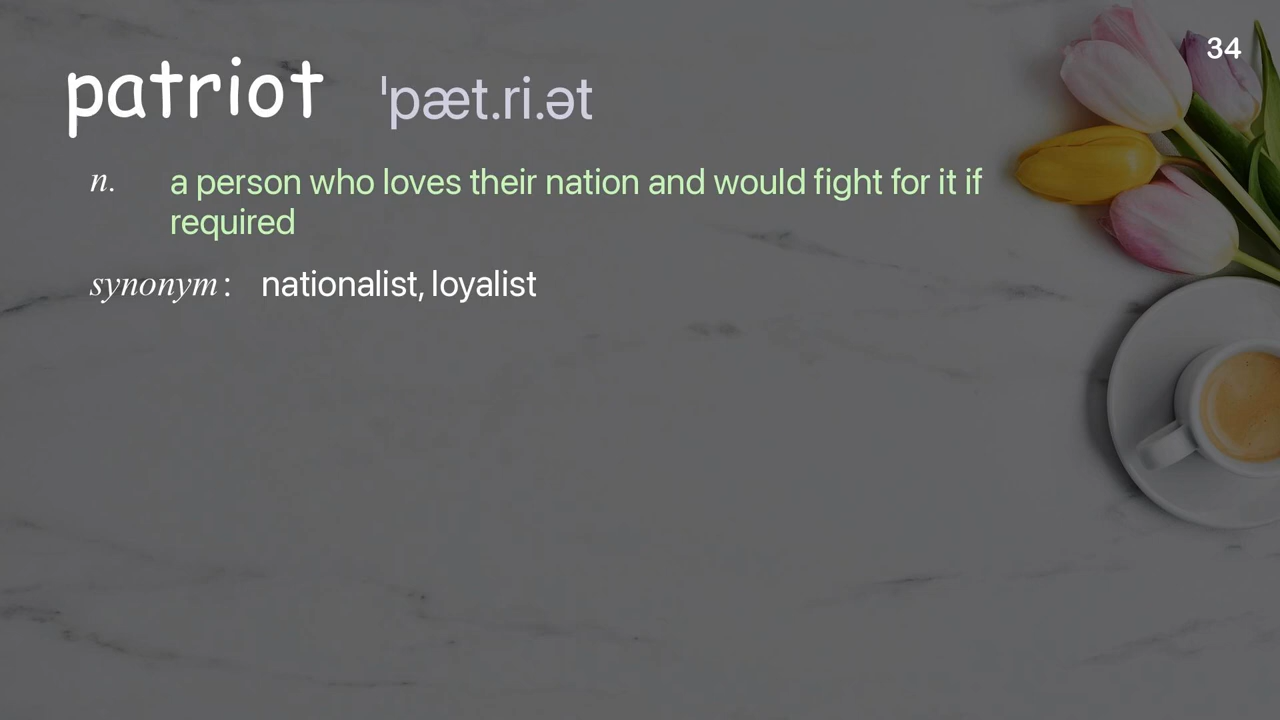 34
patriot ˈpæt.ri.ət
n. a person who loves their nation and would fight for it if
required
synonym: nationalist, loyalist